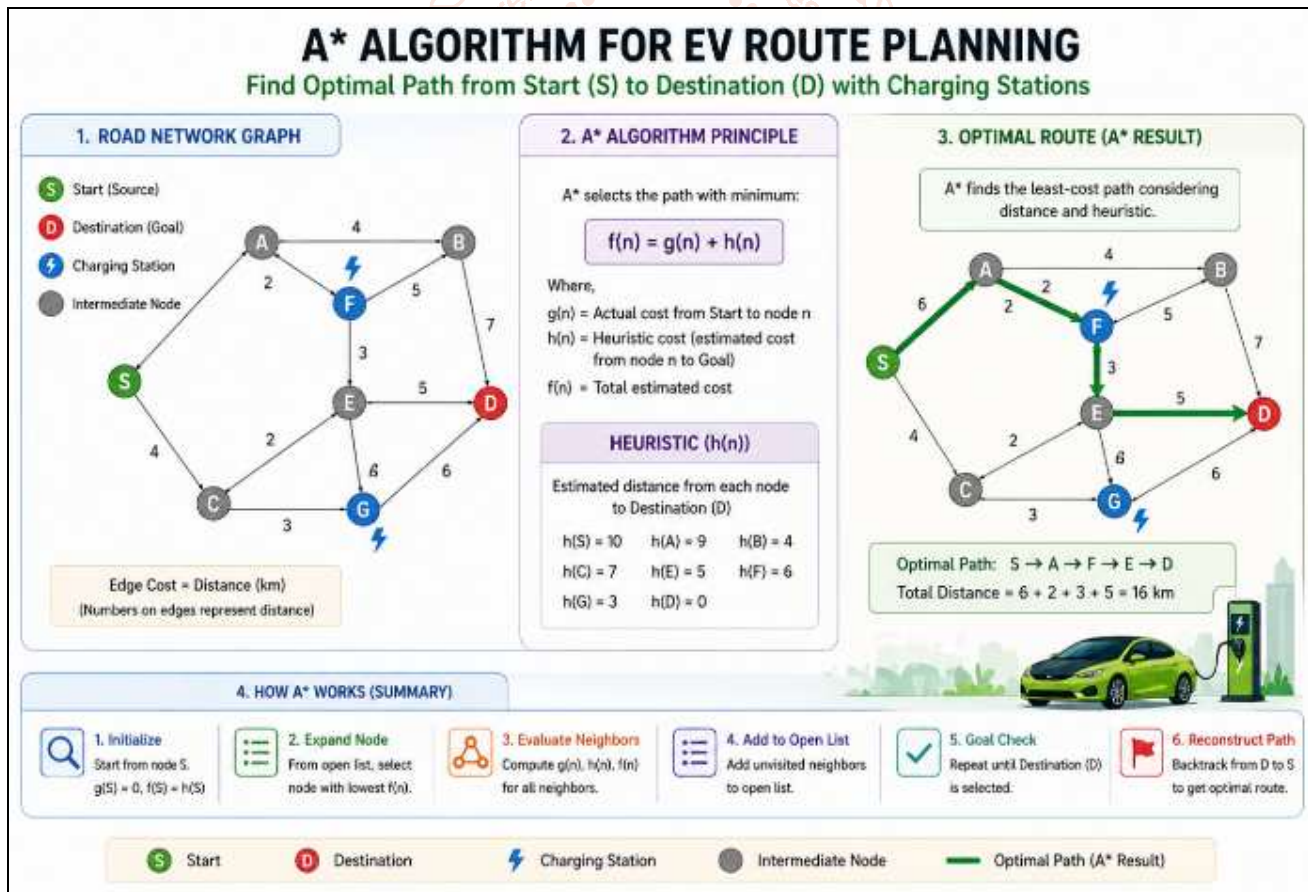 A* ALGORITHM FOR EV ROUTE PLANNING
Find Optimal Path from Start (S) to Destination (D) with Charging Stations
1. ROAD NETWORK GRAPH
S Start (Source)
D Destination (Goal)
Charging Station
Intermediate Node
A
4
B
2
F
5
7
3
S
E
5
D
4
2
6
6
C
3
G
Edge Cost = Distance (km)
(Numbers on edges represent distance)
2. A* ALGORITHM PRINCIPLE
A* selects the path with minimum:
f(n) = g(n) + h(n)
Where,
g(n) = Actual cost from Start to node n
h(n) = Heuristic cost (estimated cost
from node n to Goal)
f(n) = Total estimated cost
HEURISTIC (h(n))
Estimated distance from each node
to Destination (D)
h(S) = 10 h(A) = 9 h(B) = 4
h(C) = 7 h(E) = 5 h(F) = 6
h(G) = 3 h(D) = 0
3. OPTIMAL ROUTE (A* RESULT)
A* finds the least-cost path considering
distance and heuristic.
A
4
B
6
2
2
F
5
7
S
3
E
5
D
4
2
6
6
C
3
G
Optimal Path: S → A → F → E → D
Total Distance = 6 + 2 + 3 + 5 = 16 km
4. HOW A* WORKS (SUMMARY)
1. Initialize
Start from node S.
g(S) = 0, f(S) = h(S)
2. Expand Node
From open list, select
node with lowest f(n).
3. Evaluate Neighbors
Compute g(n), h(n), f(n)
for all neighbors.
4. Add to Open List
Add unvisited neighbors
to open list.
5. Goal Check
Repeat until Destination (D)
is selected.
6. Reconstruct Path
Backtrack from D to S
to get optimal route.
S Start
D Destination
Charging Station
Intermediate Node
Optimal Path (A* Result)